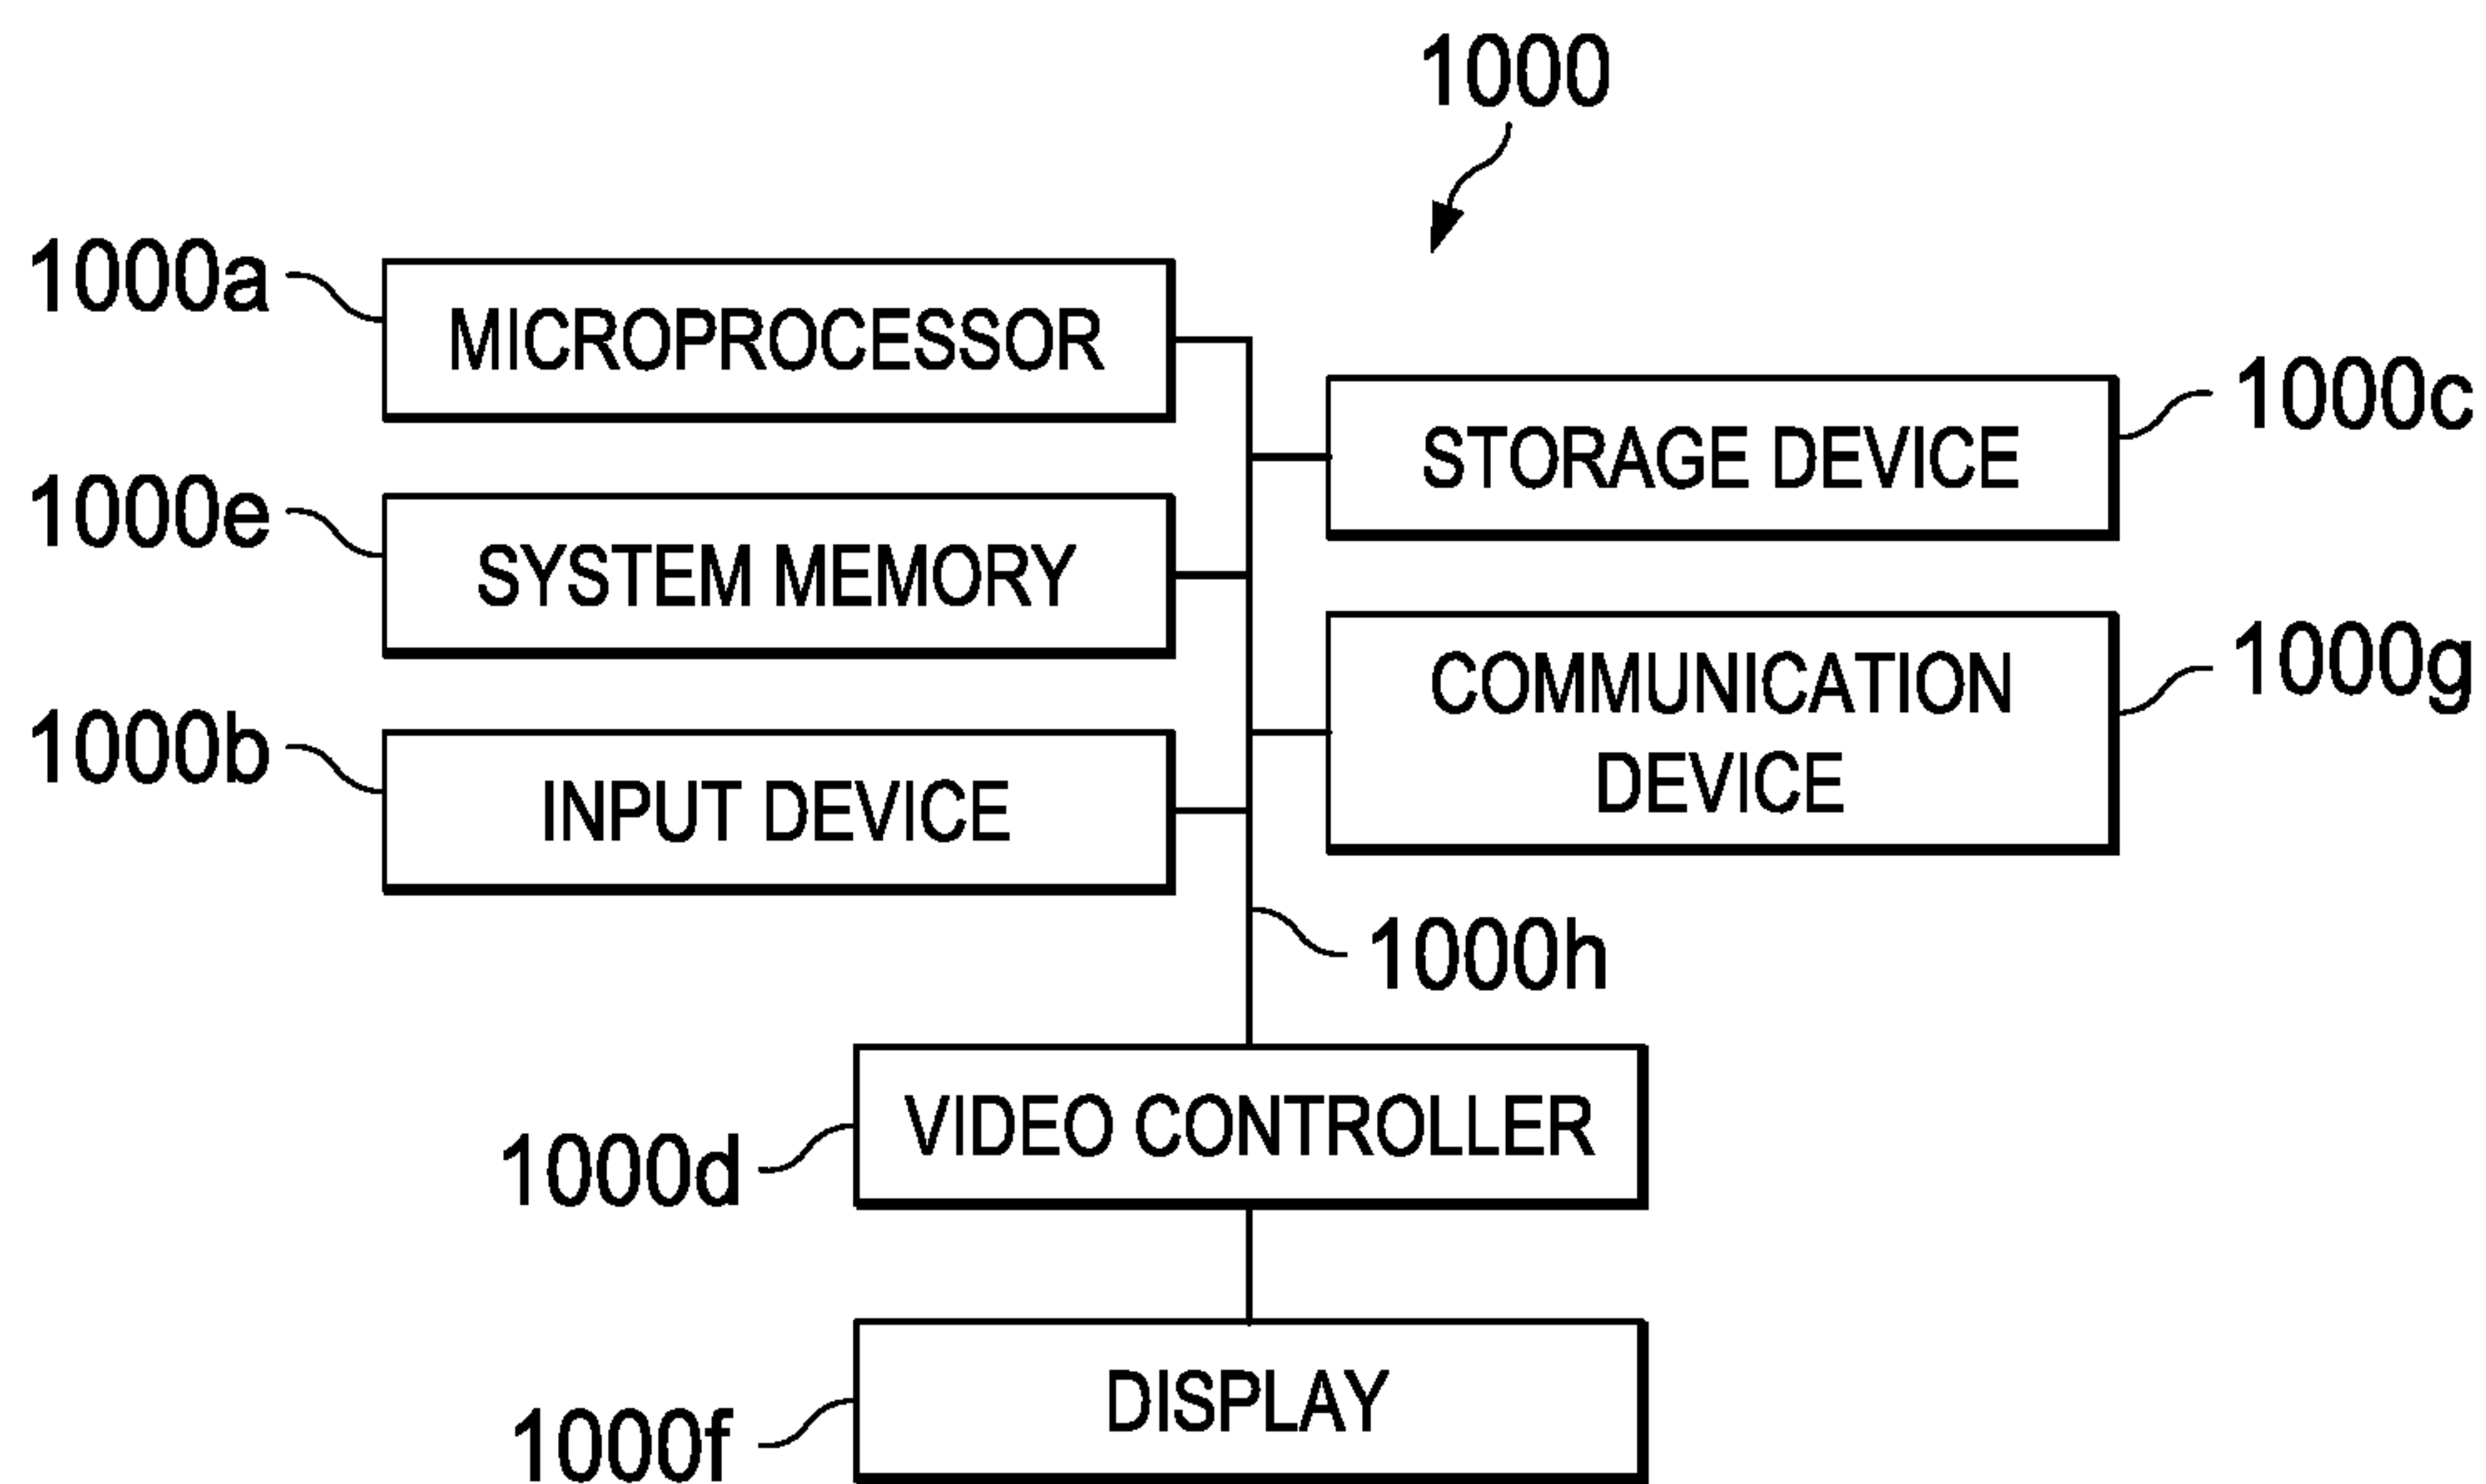 1000
1000a
MICROPROCESSOR
STORAGE DEVICE
1000c
1000e
SYSTEM MEMORY
COMMUNICATION
DEVICE
1000g
1000b
INPUT DEVICE
1000h
VIDEO CONTROLLER
1000d
DISPLAY
1000f